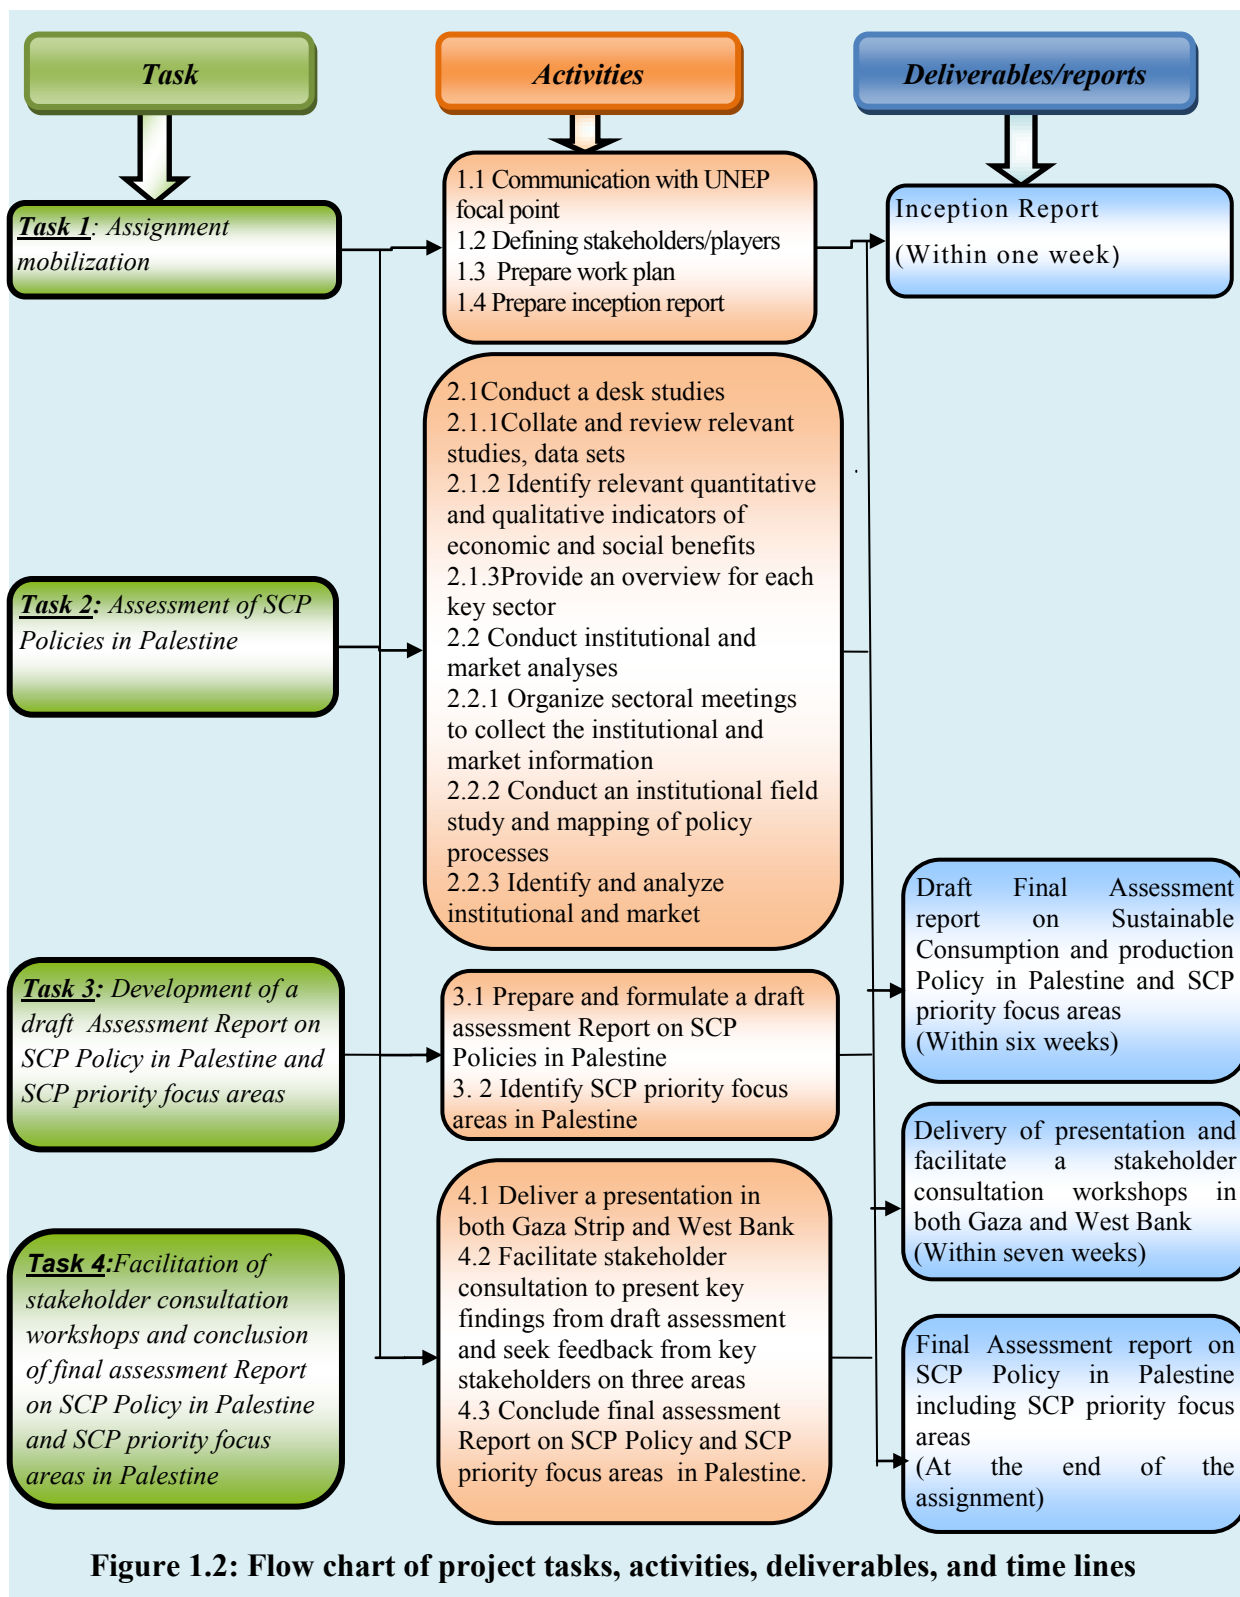 Task
Activities
Deliverables/reports
Task 1: Assignment
mobilization
1.1 Communication with UNEP
focal point
1.2 Defining stakeholders/players
1.3 Prepare work plan
1.4 Prepare inception report
Inception Report
(Within one week)
Task 2: Assessment of SCP
Policies in Palestine
2.1Conduct a desk studies
2.1.1Collate and review relevant
studies, data sets
2.1.2 Identify relevant quantitative
and qualitative indicators of
economic and social benefits
2.1.3Provide an overview for each
key sector
2.2 Conduct institutional and
market analyses
2.2.1 Organize sectoral meetings
to collect the institutional and
market information
2.2.2 Conduct an institutional field
study and mapping of policy
processes
2.2.3 Identify and analyze
institutional and market
Draft Final Assessment
report on Sustainable
Consumption and production
Policy in Palestine and SCP
priority focus areas
(Within six weeks)
Task 3: Development of a
draft Assessment Report on
SCP Policy in Palestine and
SCP priority focus areas
3.1 Prepare and formulate a draft
assessment Report on SCP
Policies in Palestine
3. 2 Identify SCP priority focus
areas in Palestine
Delivery of presentation and
facilitate a stakeholder
consultation workshops in
both Gaza and West Bank
(Within seven weeks)
Task 4:Facilitation of
stakeholder consultation
workshops and conclusion
of final assessment Report
on SCP Policy in Palestine
and SCP priority focus
areas in Palestine
4.1 Deliver a presentation in
both Gaza Strip and West Bank
4.2 Facilitate stakeholder
consultation to present key
findings from draft assessment
and seek feedback from key
stakeholders on three areas
4.3 Conclude final assessment
Report on SCP Policy and SCP
priority focus areas in Palestine.
Final Assessment report on
SCP Policy in Palestine
including SCP priority focus
areas
(At the end of the
assignment)
Figure 1.2: Flow chart of project tasks, activities, deliverables, and time lines